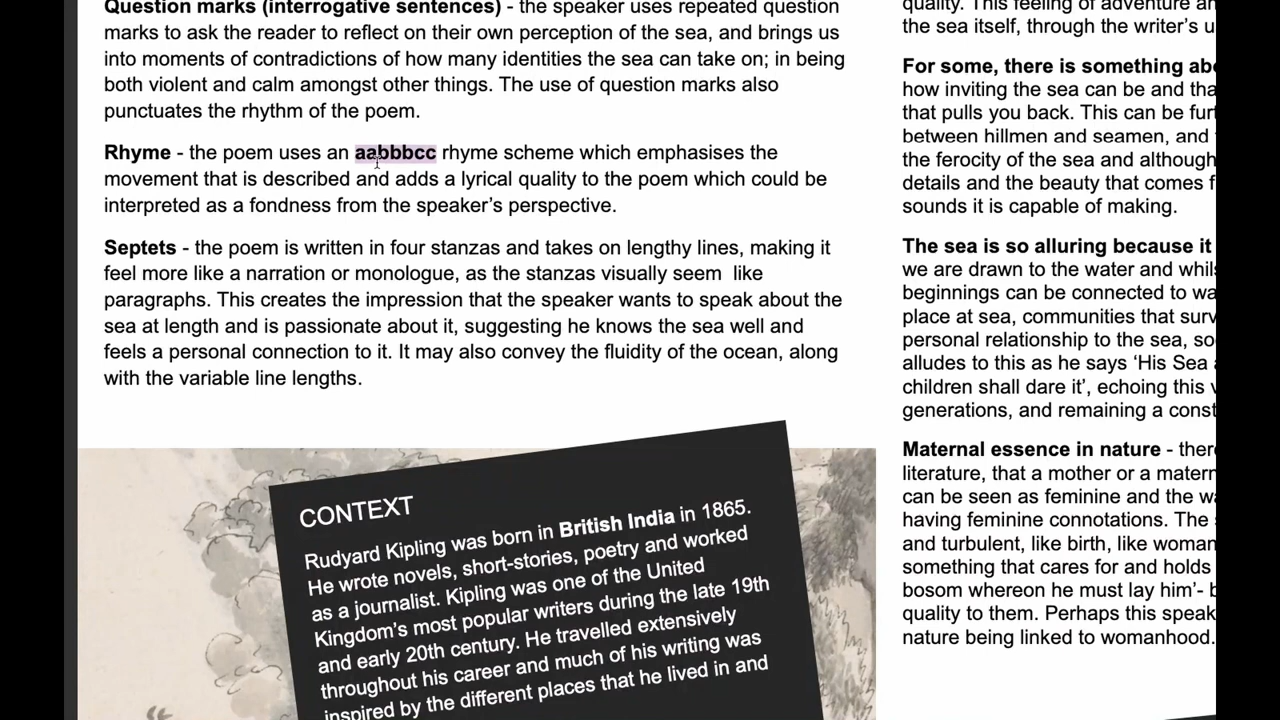 Question marks (interrogative sentences) - the speaker uses repeated question
marks to ask the reader to reflect on their own perception of the sea, and brings us
into moments of contradictions of how many identities the sea can take on; in being
both violent and calm amongst other things. The use of question marks also
punctuates the rhythm of the poem.
Rhyme - the poem uses an aabbbcc rhyme scheme which emphasises the
movement that is described and adds a lyrical quality to the poem which could be
interpreted as a fondness from the speaker's perspective.
Septets - the poem is written in four stanzas and takes on lengthy lines, making it
feel more like a narration or monologue, as the stanzas visually seem like
paragraphs. This creates the impression that the speaker wants to speak about the
sea at length and is passionate about it, suggesting he knows the sea well and
feels a personal connection to it. It may also convey the fluidity of the ocean, along
with the variable line lengths.
CONTEXT
Rudyard Kipling was born in British India in 1865.
He wrote novels, short-stories, poetry and worked
as a journalist. Kipling was one of the United
Kingdom's most popular writers during the late 19th
and early 20th century. He travelled extensively
throughout his career and much of his writing was
inspired by the different places that he lived in and
quality. This feeling of adventure
the sea itself, through the writer's
For some, there is something
how inviting the sea can be and
that pulls you back. This can be
between hillmen and seamen, and
the ferocity of the sea and although
details and the beauty that comes
sounds it is capable of making.
The sea is so alluring because it
we are drawn to the water and
beginnings can be connected to
place at sea, communities that
personal relationship to the sea,
alludes to this as he says 'His Sea
children shall dare it', echoing this
generations, and remaining a
Maternal essence in nature -
literature, that a mother or a
can be seen as feminine and the
having feminine connotations. The
and turbulent, like birth, like
something that cares for and holds
bosom whereon he must lay him'-
quality to them. Perhaps this
nature being linked to womanhood.